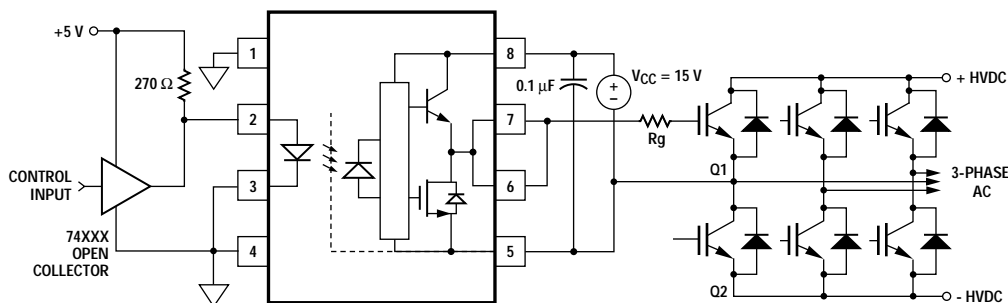 +5 V
270 Ω
CONTROL
INPUT
74XXX
OPEN
COLLECTOR
1
2
3
4
8
7
6
5
0.1 µF
VCC = 15 V
+
–
Rg
Q1
Q2
+ HVDC
3-PHASE
AC
- HVDC